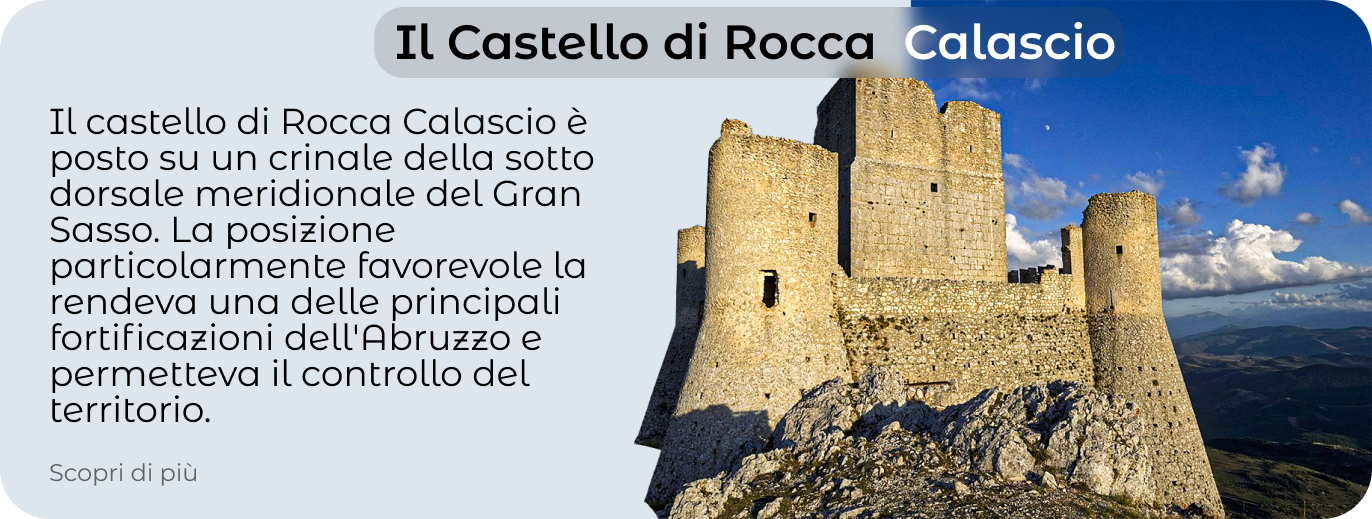 Il Castello di Rocca Calascio
Il castello di Rocca Calascio è
posto su un crinale della sotto
dorsale meridionale del Gran
Sasso. La posizione
particolarmente favorevole la
rendeva una delle principali
fortificazioni dell'Abruzzo e
permetteva il controllo del
territorio.
Scopri di più